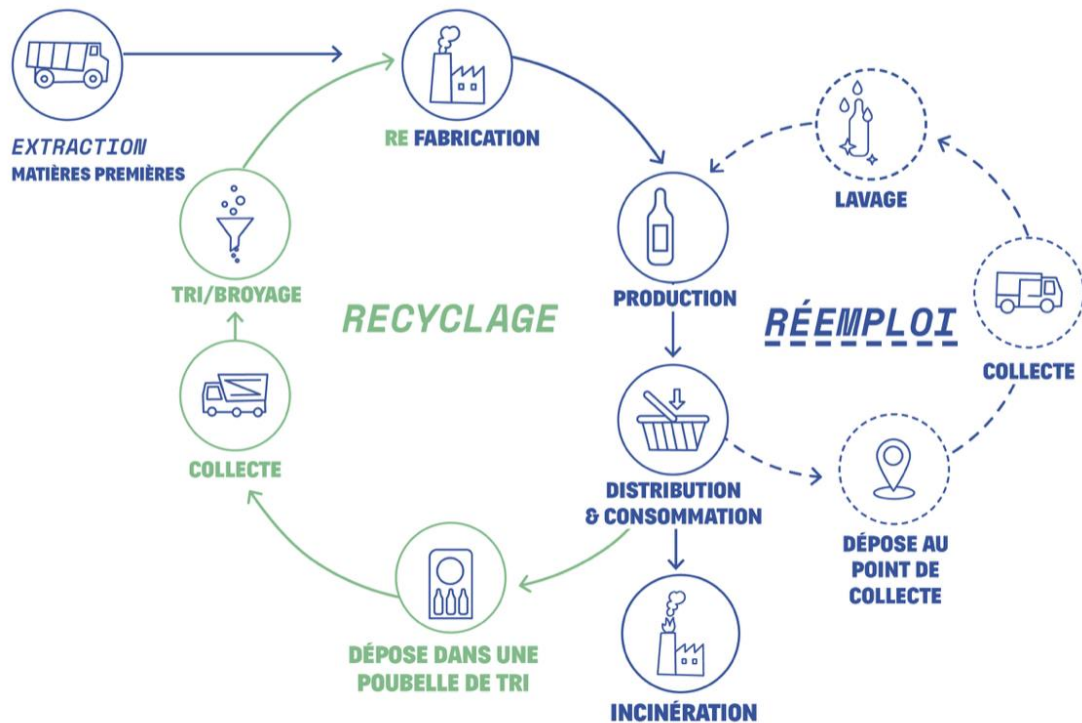 EXTRACTION
MATIÈRES PREMIÈRES
RE FABRICATION
LAVAGE
TRI/BROYAGE
PRODUCTION
RECYCLAGE
RÉEMPLOI
COLLECTE
COLLECTE
DISTRIBUTION
& CONSOMMATION
DÉPOSE AU
POINT DE
COLLECTE
DÉPOSE DANS UNE
POUBELLE DE TRI
INCINÉRATION